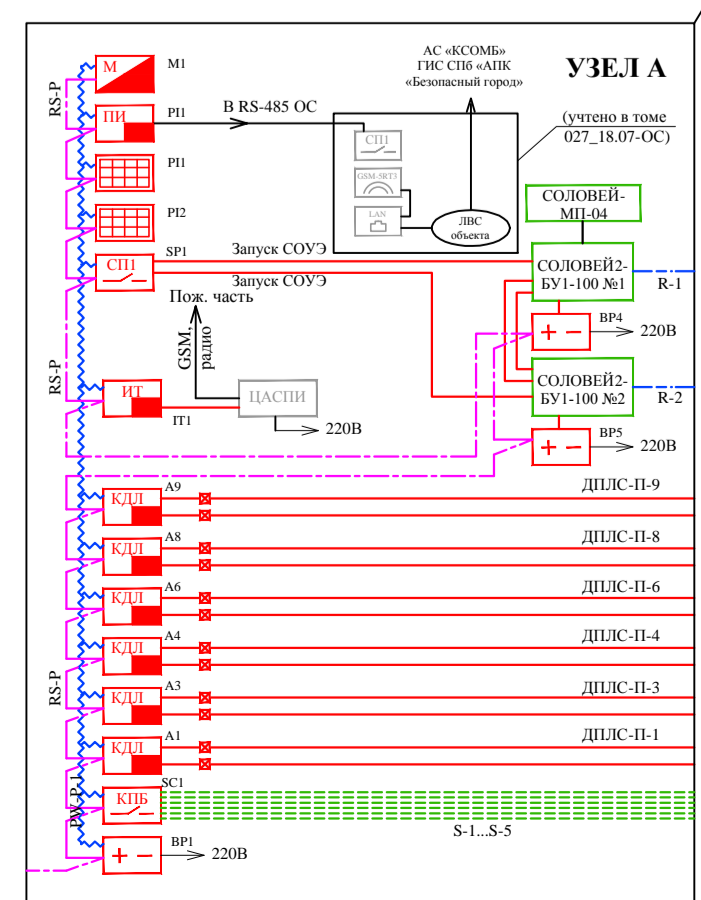 АС «КСОМБ»
ГИС СПб «АПК
«Безопасный город»
УЗЕЛ А
М
M1
RS-P
ПИ
PI1
В RS-485 ОС
(учтено в томе
027_18.07-ОС)
СП1
PI1
GSM-5RT3
LAN
ЛВС
объекта
PI2
СОЛОВЕЙ-
МП-04
SP1
СП1
Запуск СОУЭ
Запуск СОУЭ
СОЛОВЕЙ2-
БУ1-100 №1
R-1
Пож. часть
GSM,
радио
BP4
220В
RS-P
ИТ
IT1
ЦАСПИ
220В
СОЛОВЕЙ2-
БУ1-100 №2
R-2
BP5
220В
A9
КДЛ
ДПЛС-П-9
A8
КДЛ
ДПЛС-П-8
A6
КДЛ
ДПЛС-П-6
A4
КДЛ
ДПЛС-П-4
RS-P
A3
КДЛ
ДПЛС-П-3
A1
КДЛ
ДПЛС-П-1
SC1
КПБ
PW-P-1
S-1...S-5
BP1
220В